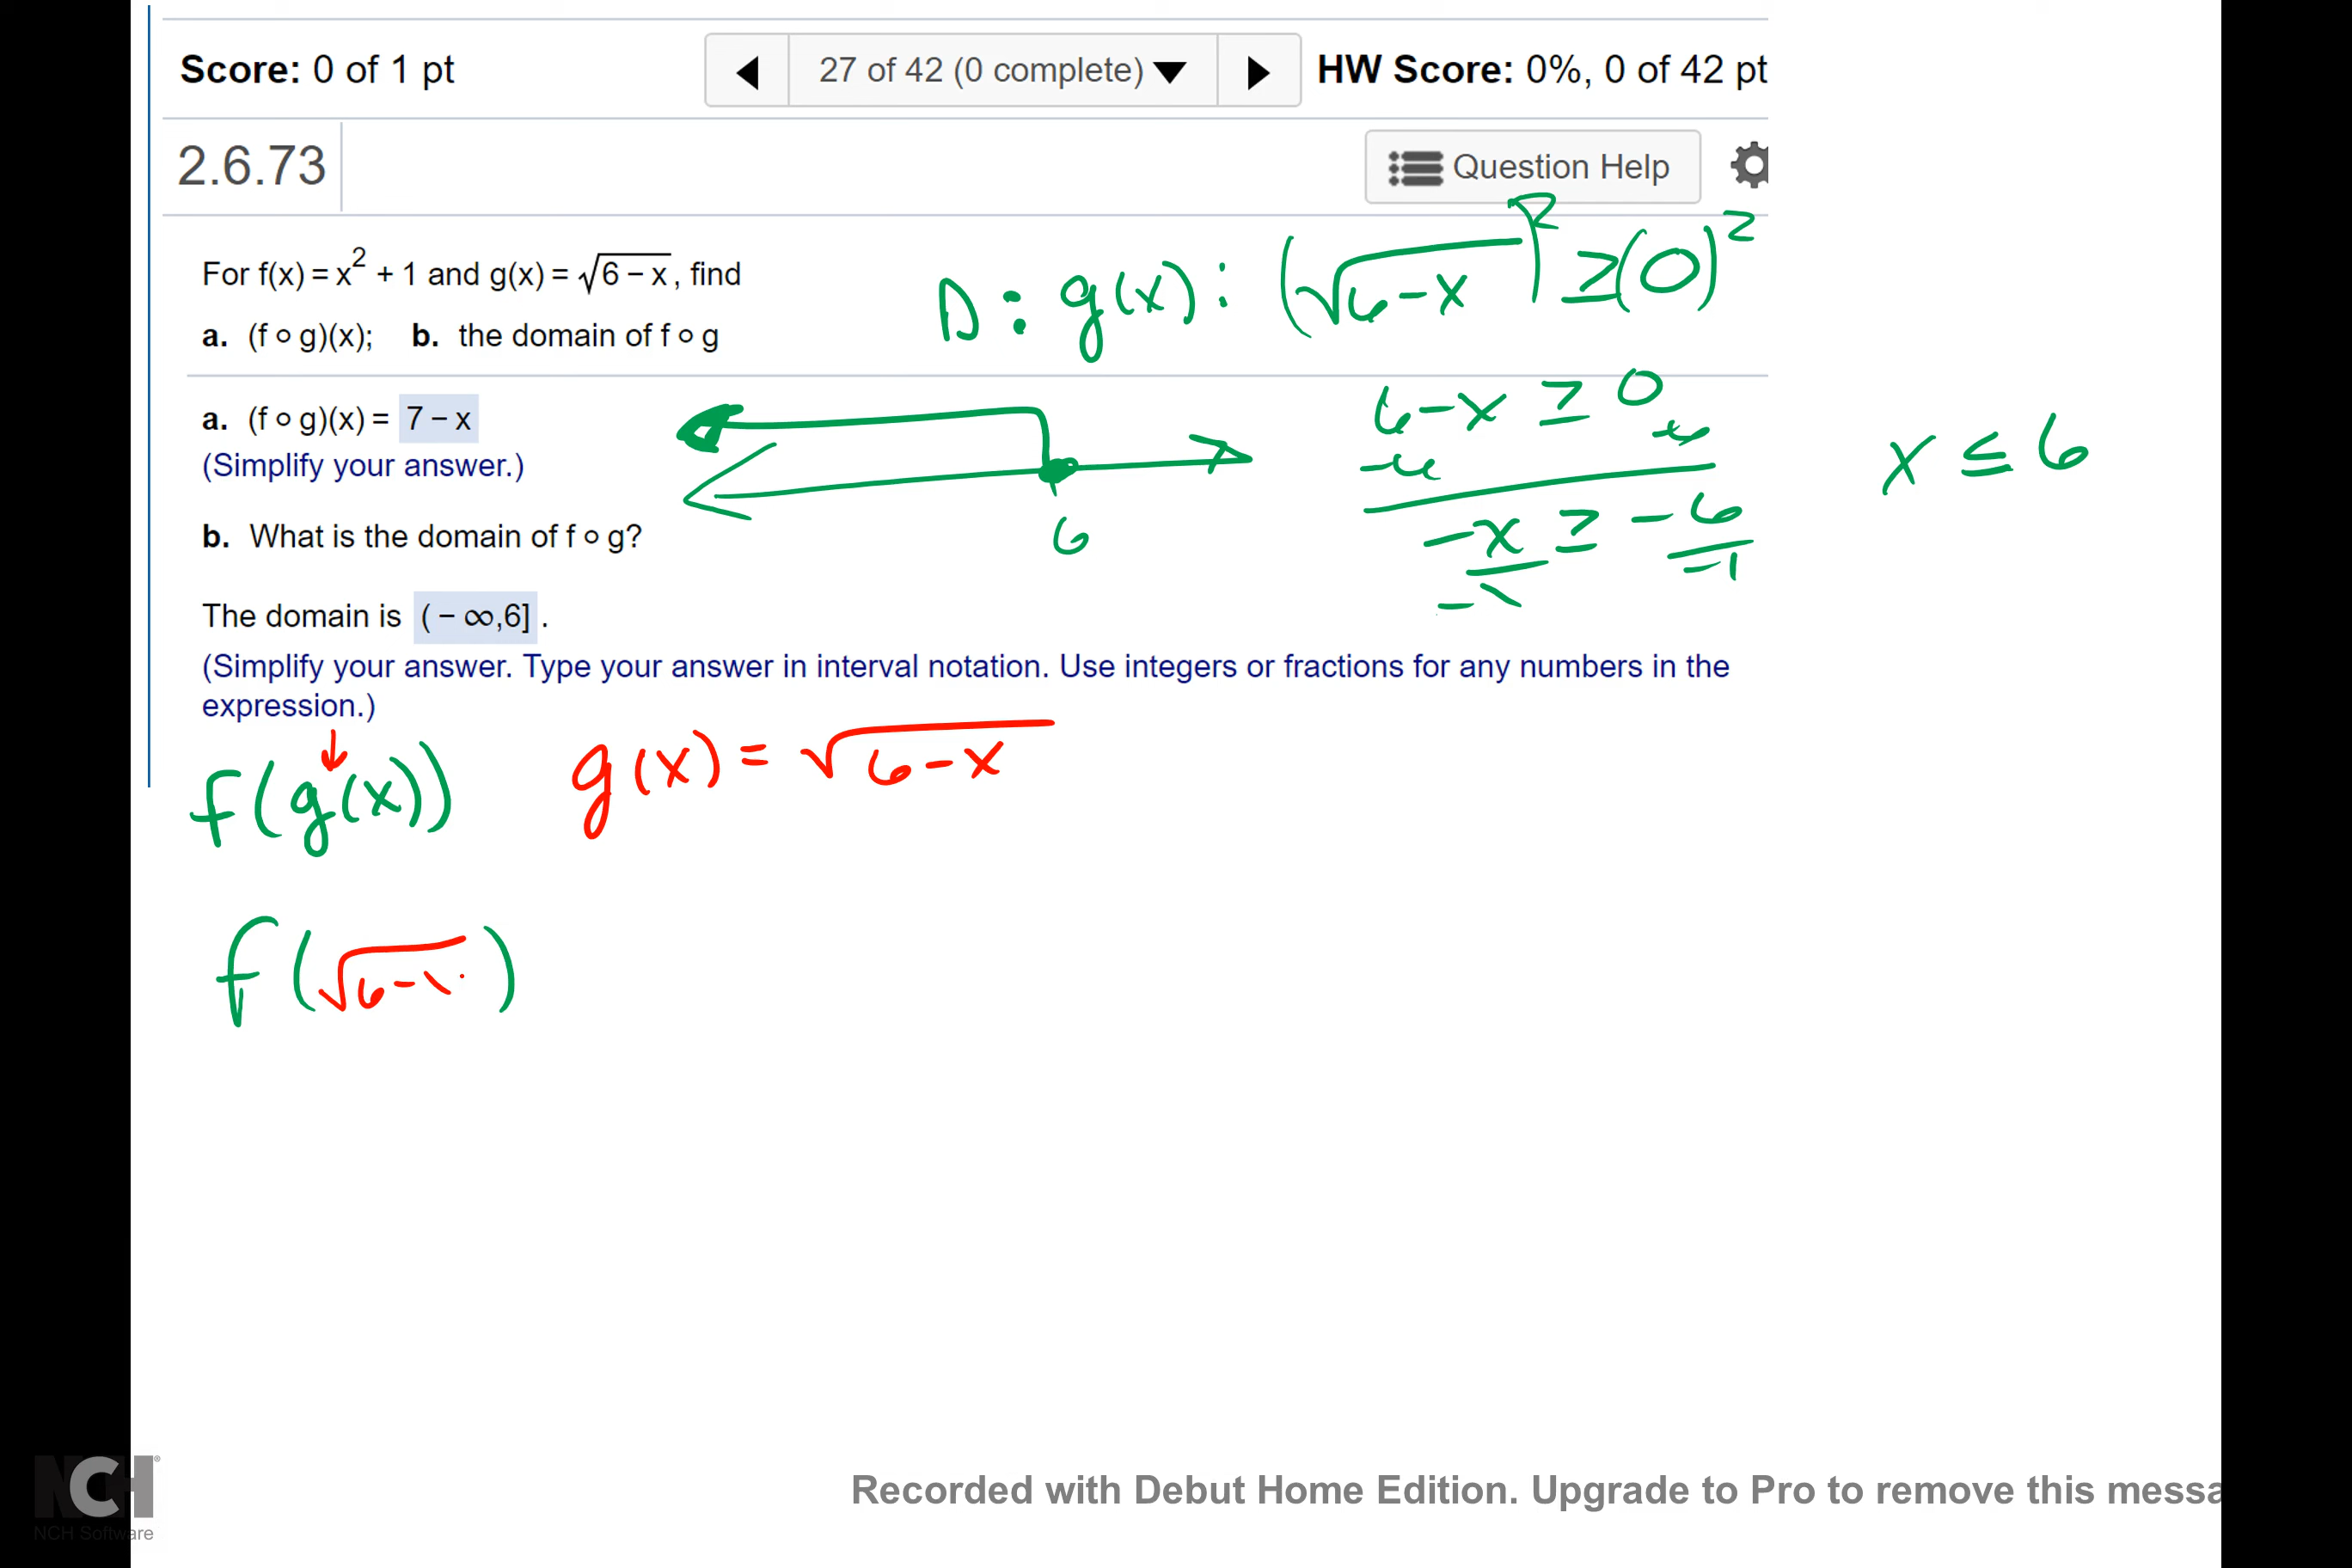 Score: 0 of 1 pt
27 of 42 (0 complete)
HW Score: 0%, 0 of 42 pt
2.6.73
Question Help
For f(x) = x² + 1 and g(x) = √(6 − x), find
a. (f ∘ g)(x); b. the domain of f ∘ g
D: g(x): (√(6-x))² ≥ (0)²
a. (f ∘ g)(x) = 7 − x
(Simplify your answer.)
6-x ≥ 0
-6 -6
-x ≥ -6
-1 -1
x ≤ 6
6
b. What is the domain of f ∘ g?
The domain is (− ∞,6].
(Simplify your answer. Type your answer in interval notation. Use integers or fractions for any numbers in the
expression.)
f(g(x)) g(x) = √(6-x)
f(√(6-x))
NCH®
NCH Software
Recorded with Debut Home Edition. Upgrade to Pro to remove this messa